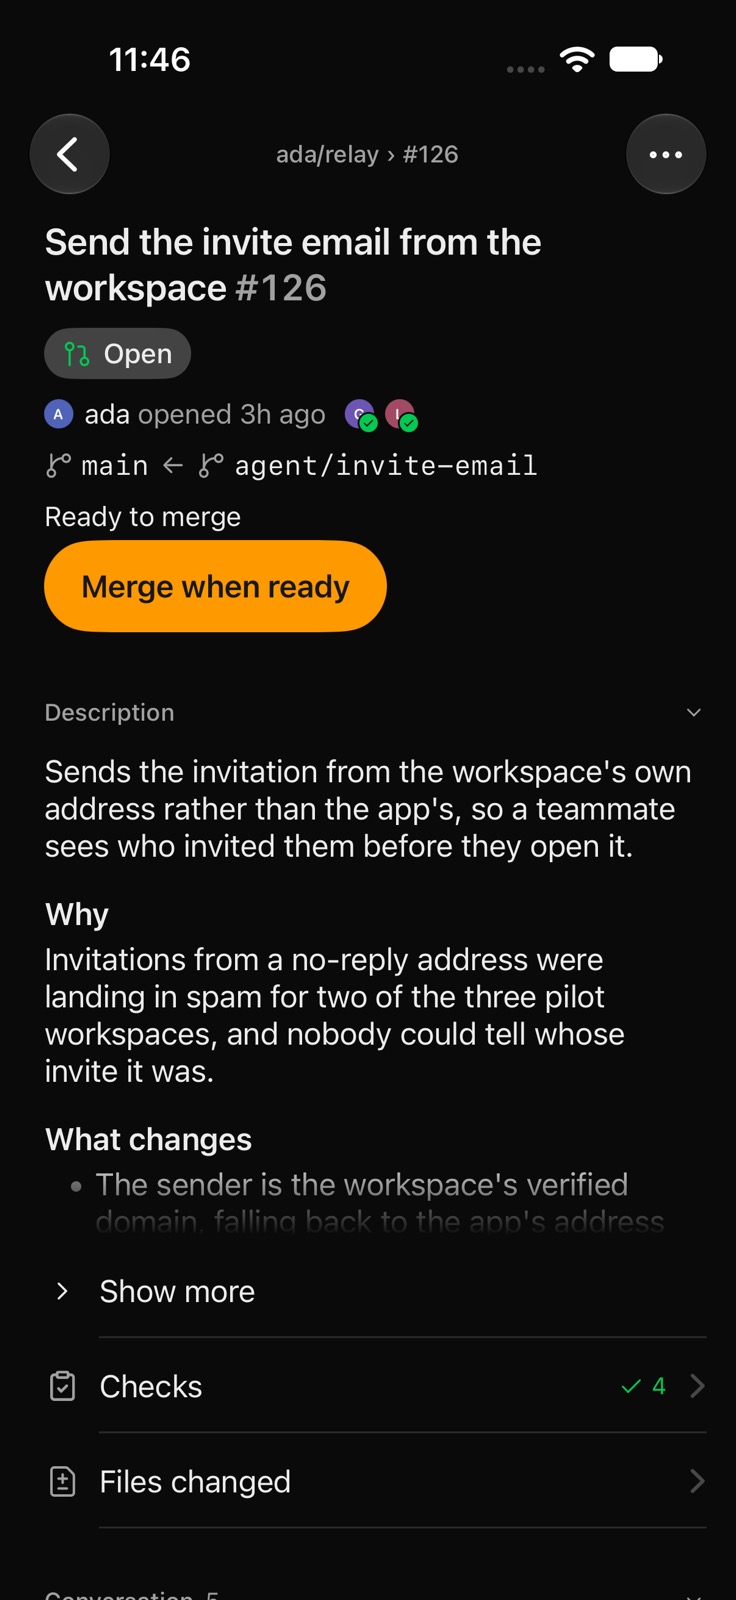 11:46
ada/relay › #126
Send the invite email from the
workspace #126
Open
A ada opened 3h ago
main ← agent/invite-email
Ready to merge
Merge when ready
Description
Sends the invitation from the workspace's own
address rather than the app's, so a teammate
sees who invited them before they open it.
Why
Invitations from a no-reply address were
landing in spam for two of the three pilot
workspaces, and nobody could tell whose
invite it was.
What changes
• The sender is the workspace's verified
domain, falling back to the app's address
Show more
Checks 4
Files changed
Conversation 5